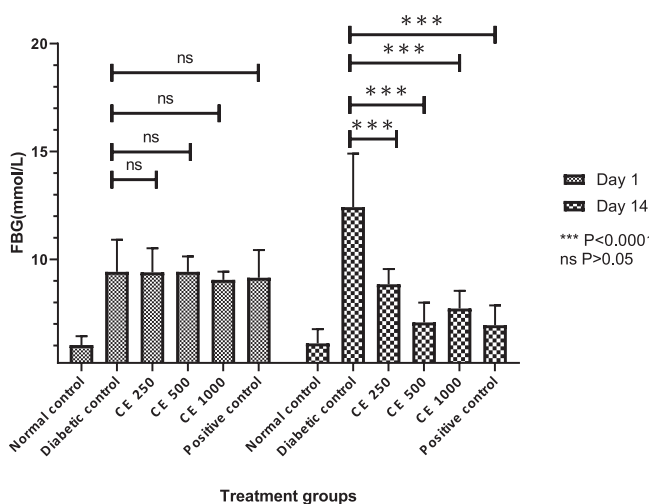 20
15
10
FBG(mmol/L)
ns
ns
ns
ns
***
***
***
***
Normal control
Diabetic control
CE 250
CE 500
CE 1000
Positive control
Normal control
Diabetic control
CE 250
CE 500
CE 1000
Positive control
Treatment groups
Day 1
Day 14
*** P<0.0001
ns P>0.05